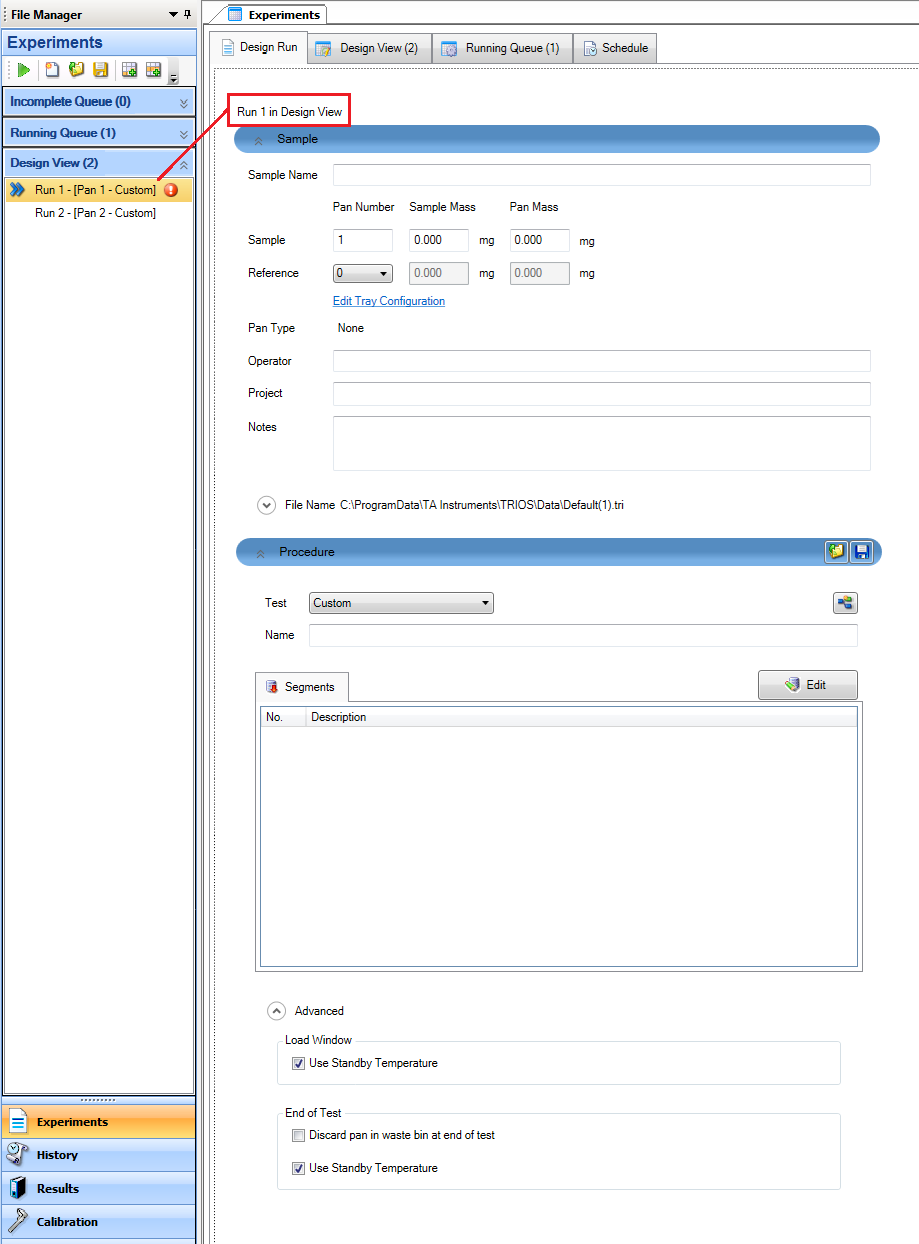 File Manager
Experiments
Incomplete Queue (0)
Running Queue (1)
Design View (2)
Run 1 - [Pan 1 - Custom]
Run 2 - [Pan 2 - Custom]
Experiments
History
Results
Calibration
Experiments
Design Run
Design View (2)
Running Queue (1)
Schedule
Run 1 in Design View
Sample
Sample Name
Pan Number Sample Mass Pan Mass
Sample 1 0.000 mg 0.000 mg
Reference 0 0.000 mg 0.000 mg
Edit Tray Configuration
Pan Type None
Operator
Project
Notes
File Name C:\ProgramData\TA Instruments\TRIOS\Data\Default(1).tri
Procedure
Test Custom
Name
Segments
Edit
No. Description
Advanced
Load Window
Use Standby Temperature
End of Test
Discard pan in waste bin at end of test
Use Standby Temperature